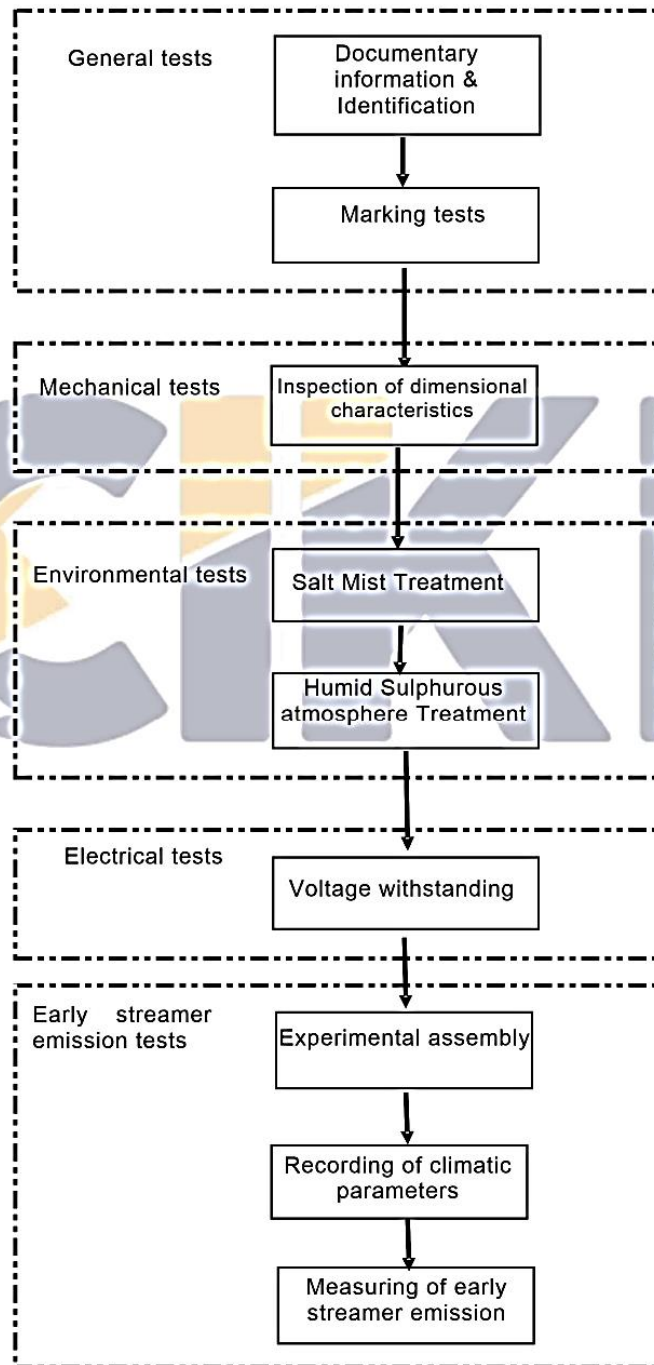 General tests
Documentary
information &
Identification
Marking tests
Mechanical tests
Inspection of dimensional
characteristics
Environmental tests
Salt Mist Treatment
Humid Sulphurous
atmosphere Treatment
Electrical tests
Voltage withstanding
Early streamer
emission tests
Experimental assembly
Recording of climatic
parameters
Measuring of early
streamer emission